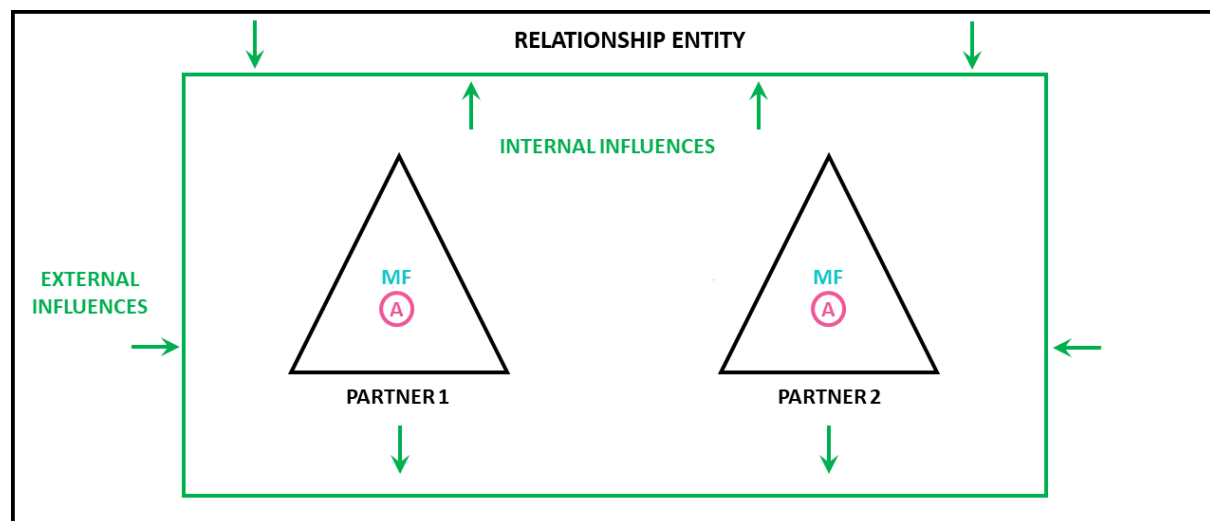 RELATIONSHIP ENTITY
INTERNAL INFLUENCES
EXTERNAL
INFLUENCES
MF
A
PARTNER 1
MF
A
PARTNER 2